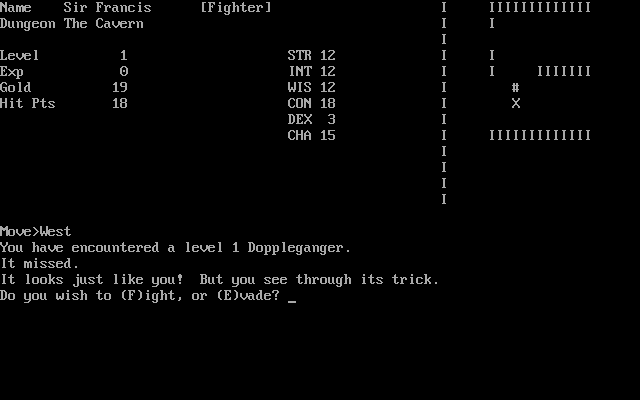 Name    Sir Francis      [Fighter]                     I     IIIIIIIIIIIII
Dungeon The Cavern                                     I     I
                                                       I
Level          1                    STR 12             I     I
Exp            0                    INT 12             I     I     IIIIIII
Gold          19                    WIS 12             I        #
Hit Pts       18                    CON 18             I        X
                                    DEX  3             I
                                    CHA 15             I     IIIIIIIIIIIII
                                                       I
                                                       I
                                                       I
                                                       I
Move>West
You have encountered a level 1 Doppleganger.
It missed.
It looks just like you!  But you see through its trick.
Do you wish to (F)ight, or (E)vade? _